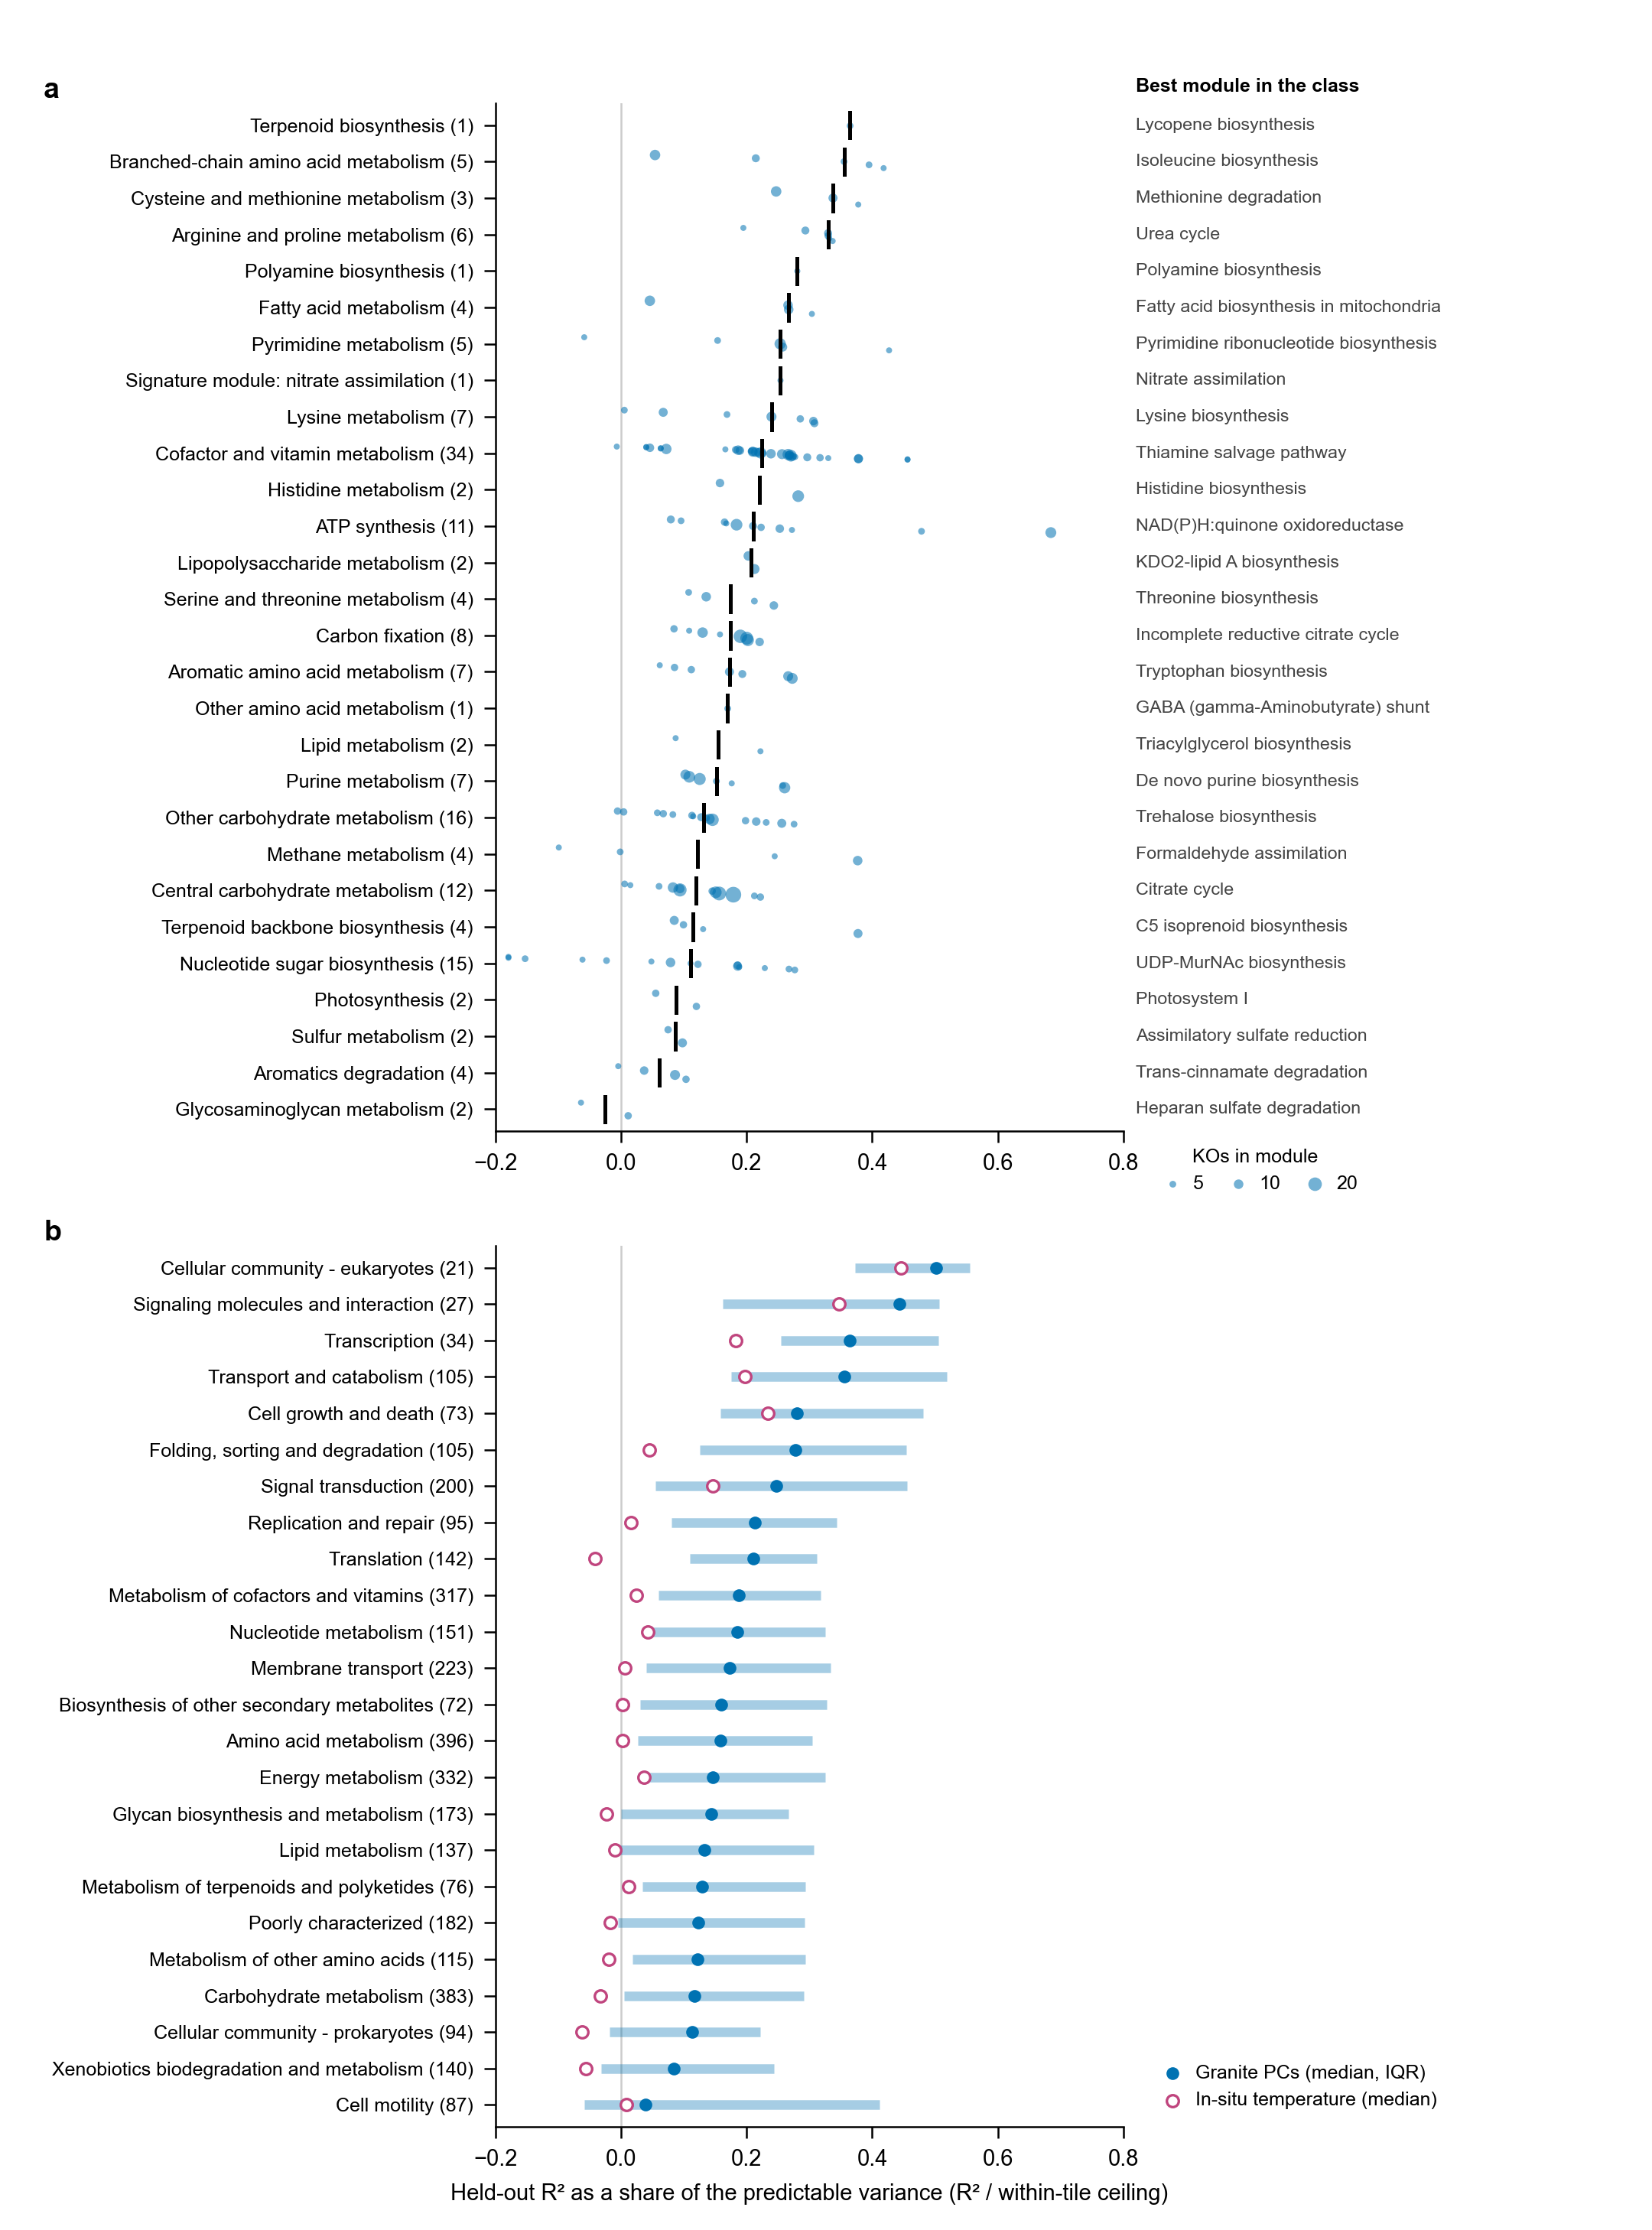 a
Best module in the class
Terpenoid biosynthesis (1) Lycopene biosynthesis
Branched-chain amino acid metabolism (5) Isoleucine biosynthesis
Cysteine and methionine metabolism (3) Methionine degradation
Arginine and proline metabolism (6) Urea cycle
Polyamine biosynthesis (1) Polyamine biosynthesis
Fatty acid metabolism (4) Fatty acid biosynthesis in mitochondria
Pyrimidine metabolism (5) Pyrimidine ribonucleotide biosynthesis
Signature module: nitrate assimilation (1) Nitrate assimilation
Lysine metabolism (7) Lysine biosynthesis
Cofactor and vitamin metabolism (34) Thiamine salvage pathway
Histidine metabolism (2) Histidine biosynthesis
ATP synthesis (11) NAD(P)H:quinone oxidoreductase
Lipopolysaccharide metabolism (2) KDO2-lipid A biosynthesis
Serine and threonine metabolism (4) Threonine biosynthesis
Carbon fixation (8) Incomplete reductive citrate cycle
Aromatic amino acid metabolism (7) Tryptophan biosynthesis
Other amino acid metabolism (1) GABA (gamma-Aminobutyrate) shunt
Lipid metabolism (2) Triacylglycerol biosynthesis
Purine metabolism (7) De novo purine biosynthesis
Other carbohydrate metabolism (16) Trehalose biosynthesis
Methane metabolism (4) Formaldehyde assimilation
Central carbohydrate metabolism (12) Citrate cycle
Terpenoid backbone biosynthesis (4) C5 isoprenoid biosynthesis
Nucleotide sugar biosynthesis (15) UDP-MurNAc biosynthesis
Photosynthesis (2) Photosystem I
Sulfur metabolism (2) Assimilatory sulfate reduction
Aromatics degradation (4) Trans-cinnamate degradation
Glycosaminoglycan metabolism (2) Heparan sulfate degradation
−0.2 0.0 0.2 0.4 0.6 0.8
KOs in module
5 10 20
b
Cellular community - eukaryotes (21)
Signaling molecules and interaction (27)
Transcription (34)
Transport and catabolism (105)
Cell growth and death (73)
Folding, sorting and degradation (105)
Signal transduction (200)
Replication and repair (95)
Translation (142)
Metabolism of cofactors and vitamins (317)
Nucleotide metabolism (151)
Membrane transport (223)
Biosynthesis of other secondary metabolites (72)
Amino acid metabolism (396)
Energy metabolism (332)
Glycan biosynthesis and metabolism (173)
Lipid metabolism (137)
Metabolism of terpenoids and polyketides (76)
Poorly characterized (182)
Metabolism of other amino acids (115)
Carbohydrate metabolism (383)
Cellular community - prokaryotes (94)
Xenobiotics biodegradation and metabolism (140)
Cell motility (87)
Granite PCs (median, IQR)
In-situ temperature (median)
−0.2 0.0 0.2 0.4 0.6 0.8
Held-out R² as a share of the predictable variance (R² / within-tile ceiling)